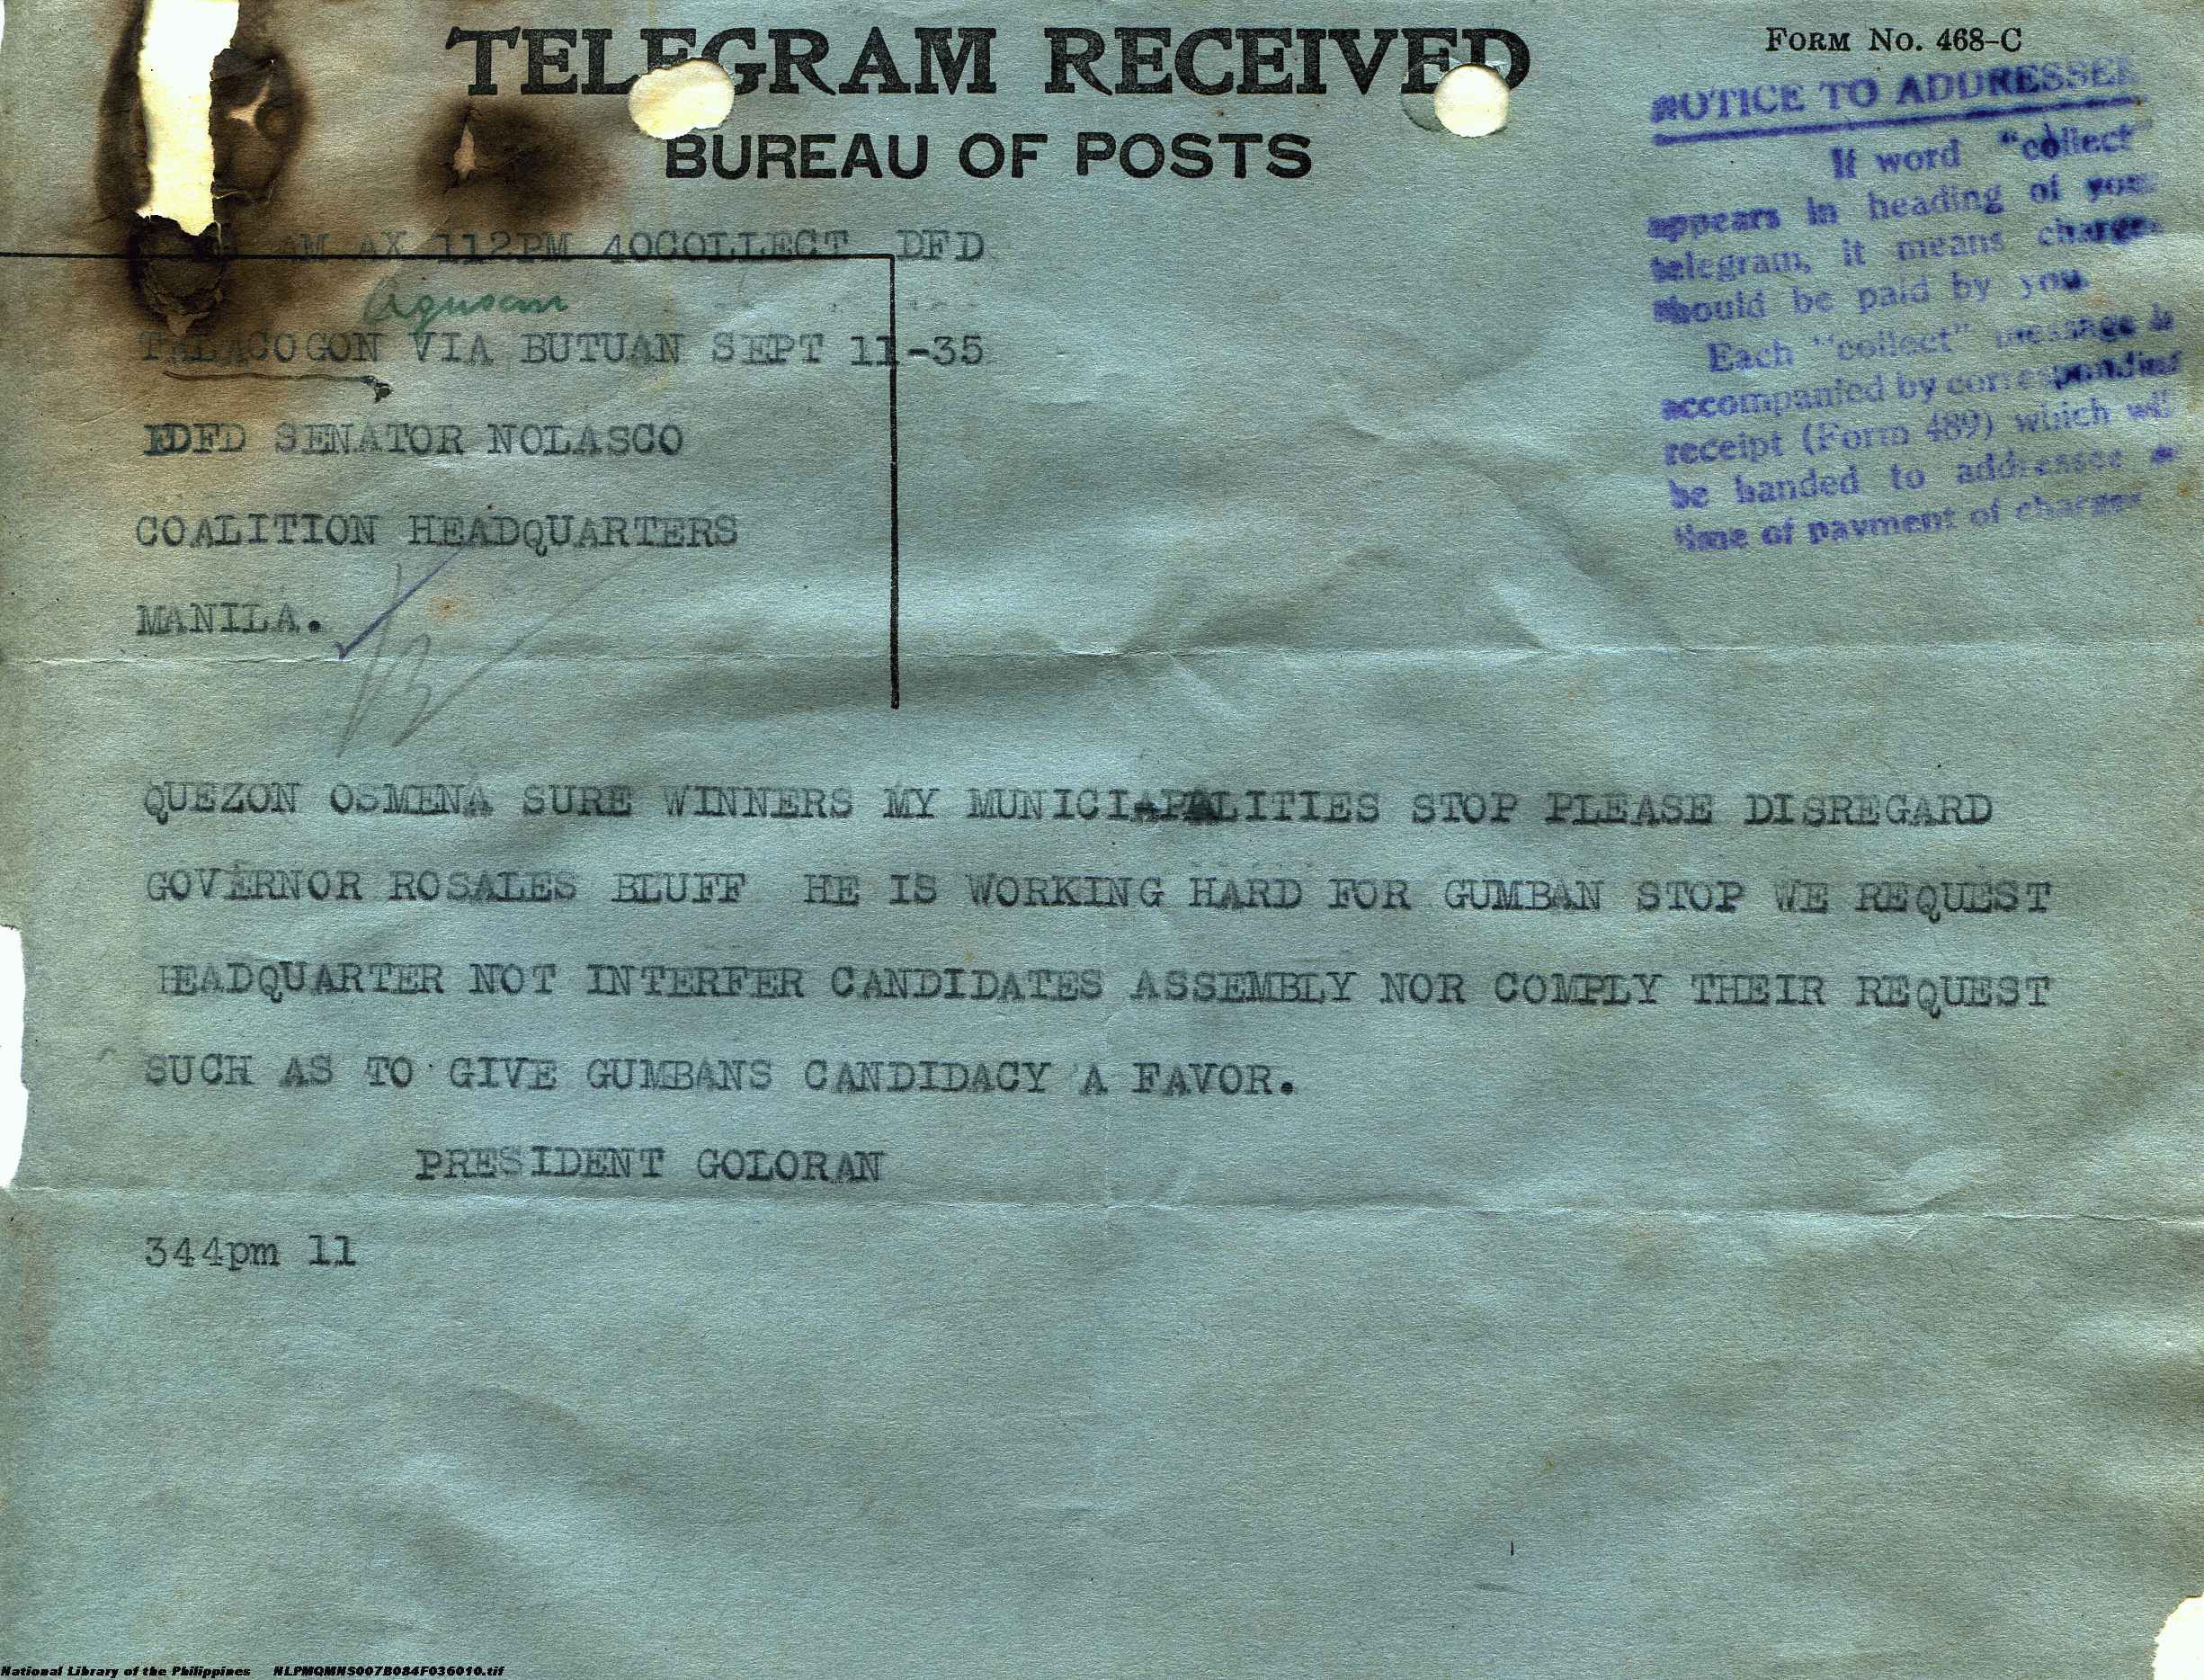 TELEGRAM RECEIVED
FORM No. 468-C
BUREAU OF POSTS
NOTICE TO ADDRESSEE
If word "collect"
appears in heading of your
telegram, it means charges
should be paid by you.
Each "collect" message is
accompanied by corresponding
receipt (Form 489) which will
be handed to addressee
time of payment of charges
AM AX 112PM 40COLLECT DFD
Agusan
TALACOGON VIA BUTUAN SEPT 11-35
DFD SENATOR NOLASCO
COALITION HEADQUARTERS
MANILA.
QUEZON OSMENA SURE WINNERS MY MUNICIAPALITIES STOP PLEASE DISREGARD
GOVERNOR ROSALES BLUFF HE IS WORKING HARD FOR GUMBAN STOP WE REQUEST
HEADQUARTER NOT INTERFER CANDIDATES ASSEMBLY NOR COMPLY THEIR REQUEST
SUCH AS TO GIVE GUMBANS CANDIDACY A FAVOR.
PRESIDENT GOLORAN
344pm 11
National Library of the Philippines NLPMQMNS007B084F036010.tif